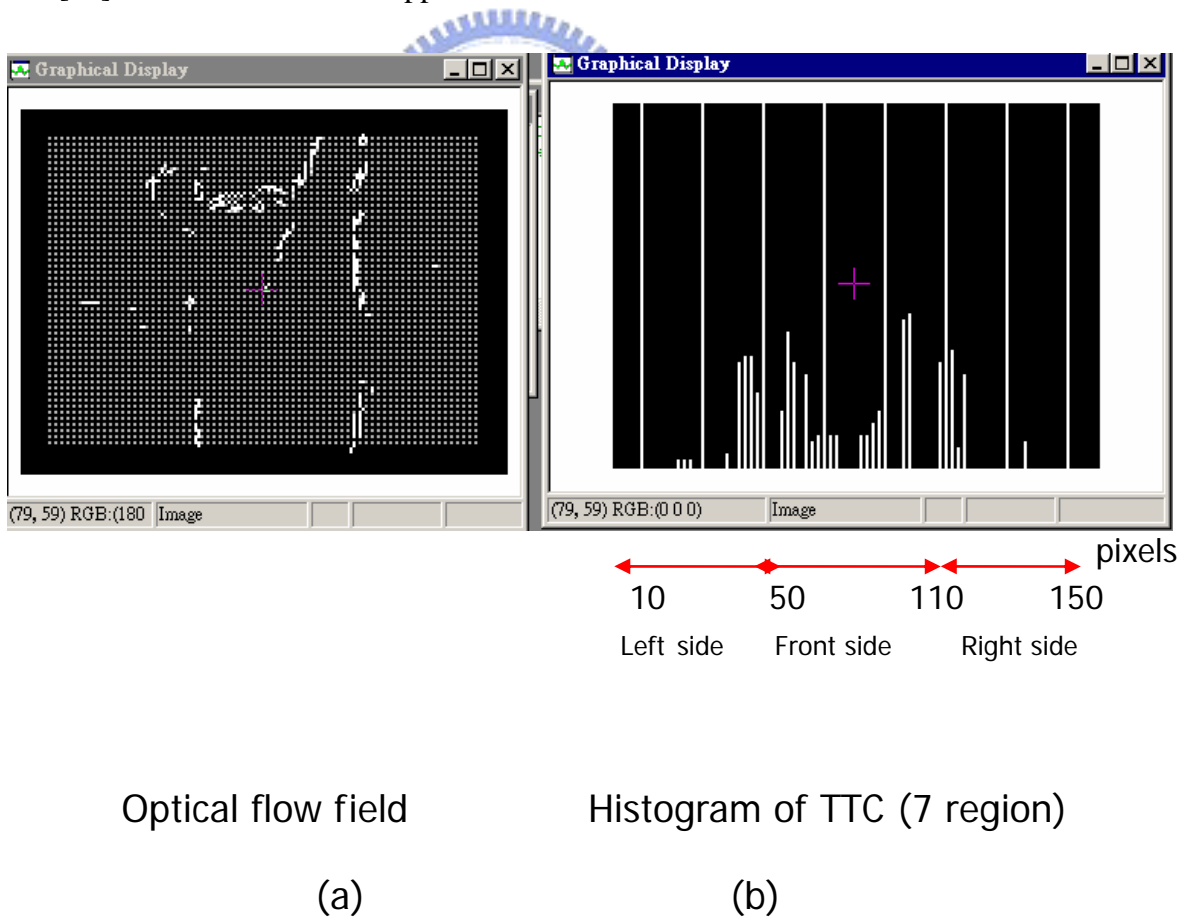 Graphical Display
Graphical Display
(79, 59) RGB:(180 Image
(79, 59) RGB:(0 0 0) Image
pixels
10 50 110 150
Left side Front side Right side
Optical flow field Histogram of TTC (7 region)
(a) (b)